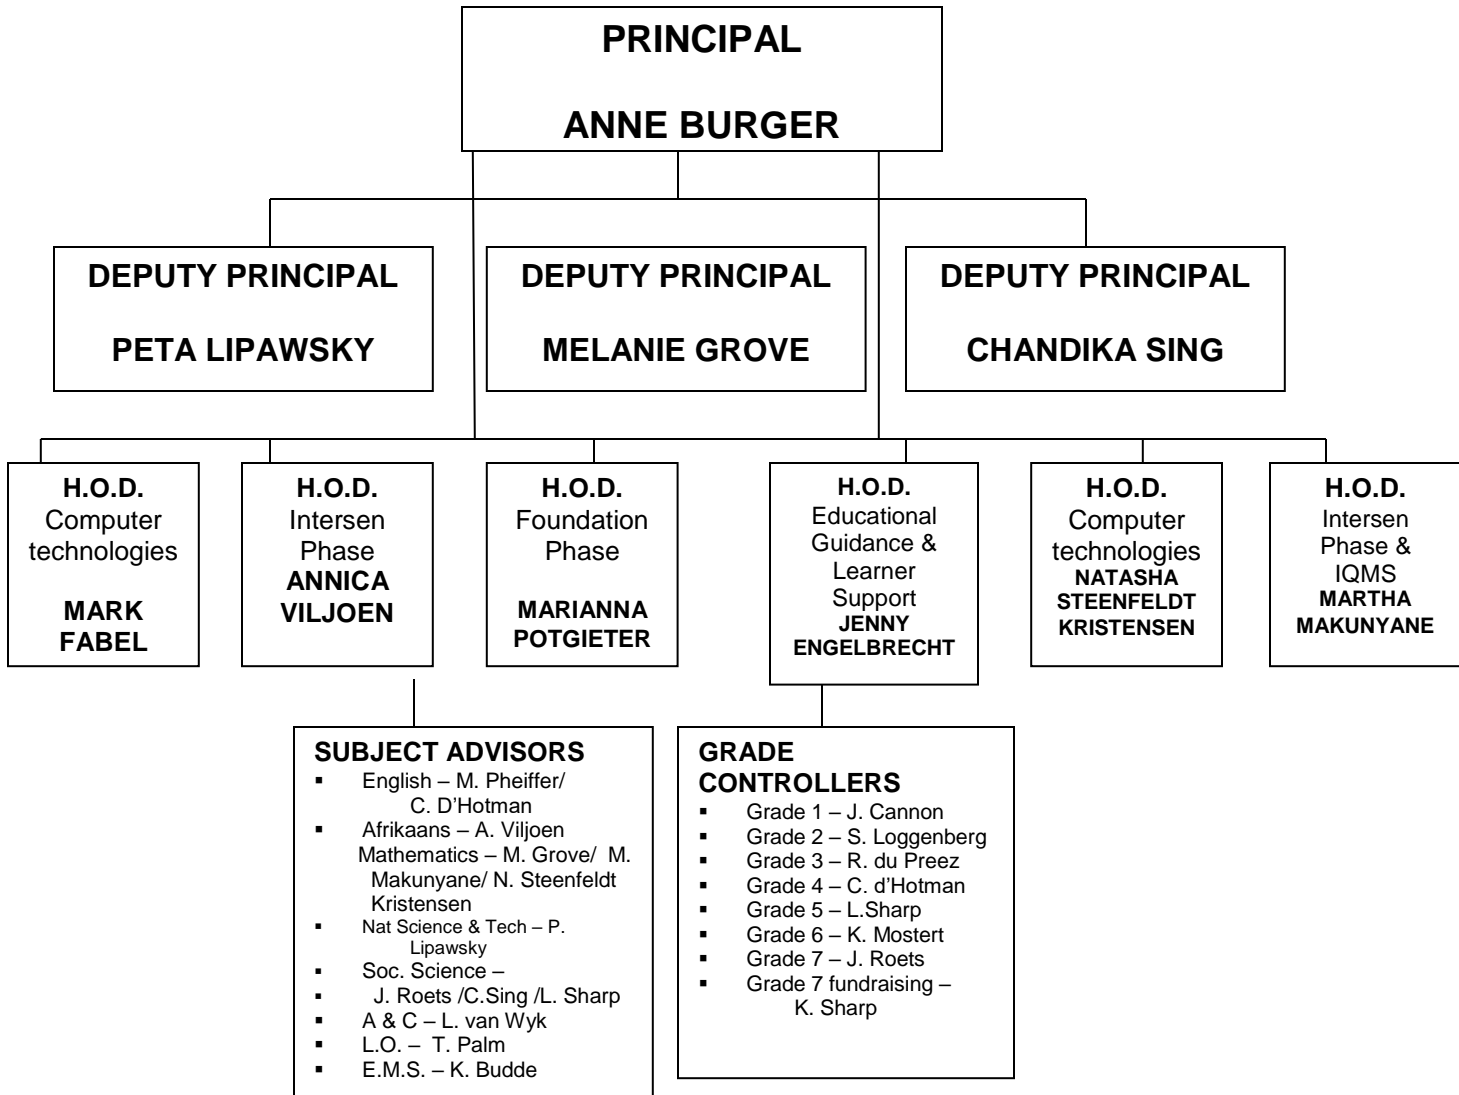 PRINCIPAL
ANNE BURGER
DEPUTY PRINCIPAL
PETA LIPAWSKY
DEPUTY PRINCIPAL
MELANIE GROVE
DEPUTY PRINCIPAL
CHANDIKA SING
H.O.D.
Computer
technologies
MARK
FABEL
H.O.D.
Intersen
Phase
ANNICA
VILJOEN
H.O.D.
Foundation
Phase
MARIANNA
POTGIETER
H.O.D.
Educational
Guidance &
Learner
Support
JENNY
ENGELBRECHT
H.O.D.
Computer
technologies
NATASHA
STEENFELDT
KRISTENSEN
H.O.D.
Intersen
Phase &
IQMS
MARTHA
MAKUNYANE
SUBJECT ADVISORS
▪ English – M. Pheiffer/
C. D’Hotman
▪ Afrikaans – A. Viljoen
Mathematics – M. Grove/ M.
Makunyane/ N. Steenfeldt
Kristensen
▪ Nat Science & Tech – P.
Lipawsky
▪ Soc. Science –
▪ J. Roets /C.Sing /L. Sharp
▪ A & C – L. van Wyk
▪ L.O. – T. Palm
▪ E.M.S. – K. Budde
GRADE
CONTROLLERS
▪ Grade 1 – J. Cannon
▪ Grade 2 – S. Loggenberg
▪ Grade 3 – R. du Preez
▪ Grade 4 – C. d’Hotman
▪ Grade 5 – L.Sharp
▪ Grade 6 – K. Mostert
▪ Grade 7 – J. Roets
▪ Grade 7 fundraising –
K. Sharp